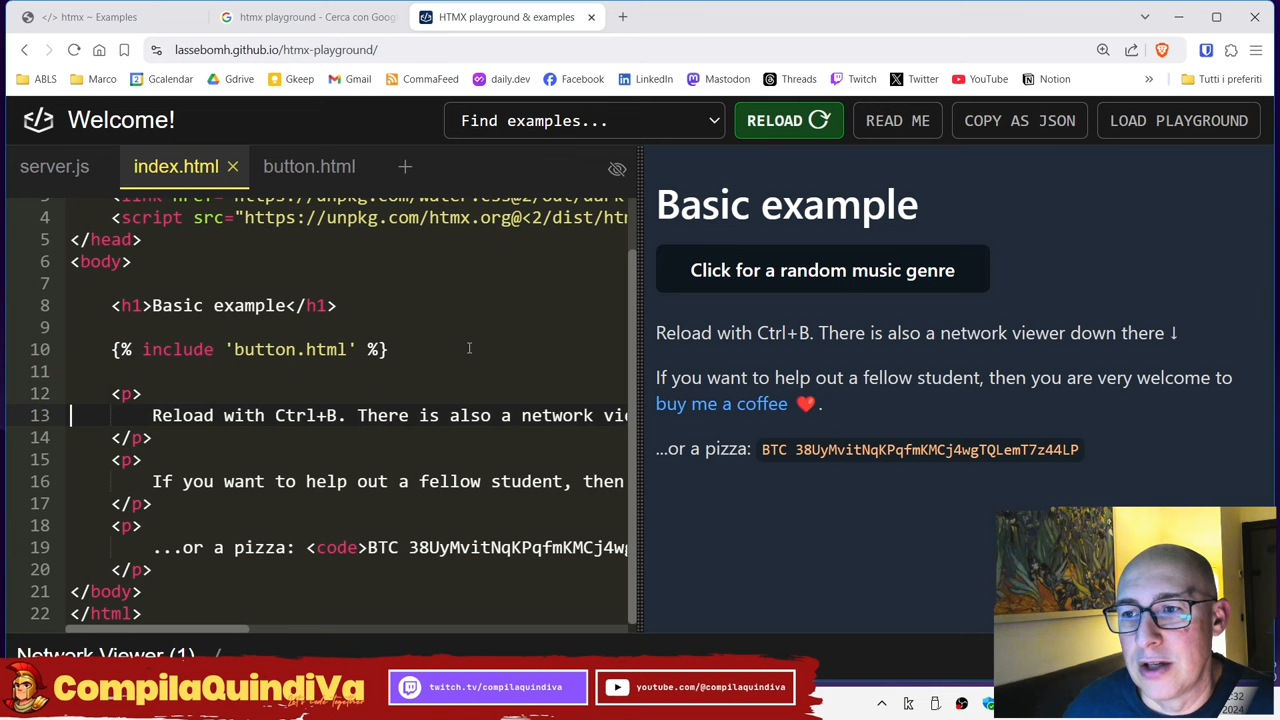 </> htmx ~ Examples
htmx playground - Cerca con Goog
HTMX playground & examples
lassebomh.github.io/htmx-playground/
ABLS
Marco
Gcalendar
Gdrive
Gkeep
Gmail
CommaFeed
daily.dev
Facebook
LinkedIn
Mastodon
Threads
Twitch
Twitter
YouTube
Notion
Tutti i preferiti
Welcome!
Find examples...
RELOAD
READ ME
COPY AS JSON
LOAD PLAYGROUND
server.js
index.html
button.html
4 <script src="https://unpkg.com/htmx.org@<2/dist/htm
5 </head>
6 <body>
7
8 <h1>Basic example</h1>
9
10 {% include 'button.html' %}
11
12 <p>
13 Reload with Ctrl+B. There is also a network vie
14 </p>
15 <p>
16 If you want to help out a fellow student, then
17 </p>
18 <p>
19 ...or a pizza: <code>BTC 38UyMvitNqKPqfmKMCj4wg
20 </p>
21 </body>
22 </html>
Basic example
Click for a random music genre
Reload with Ctrl+B. There is also a network viewer down there ↓
If you want to help out a fellow student, then you are very welcome to
buy me a coffee ❤️.
...or a pizza: BTC 38UyMvitNqKPqfmKMCj4wgTQLemT7z44LP
Network Viewer (1) /
CompilaQuindiVa
Let's code together
twitch.tv/compilaquindiva
youtube.com/@compilaquindiva